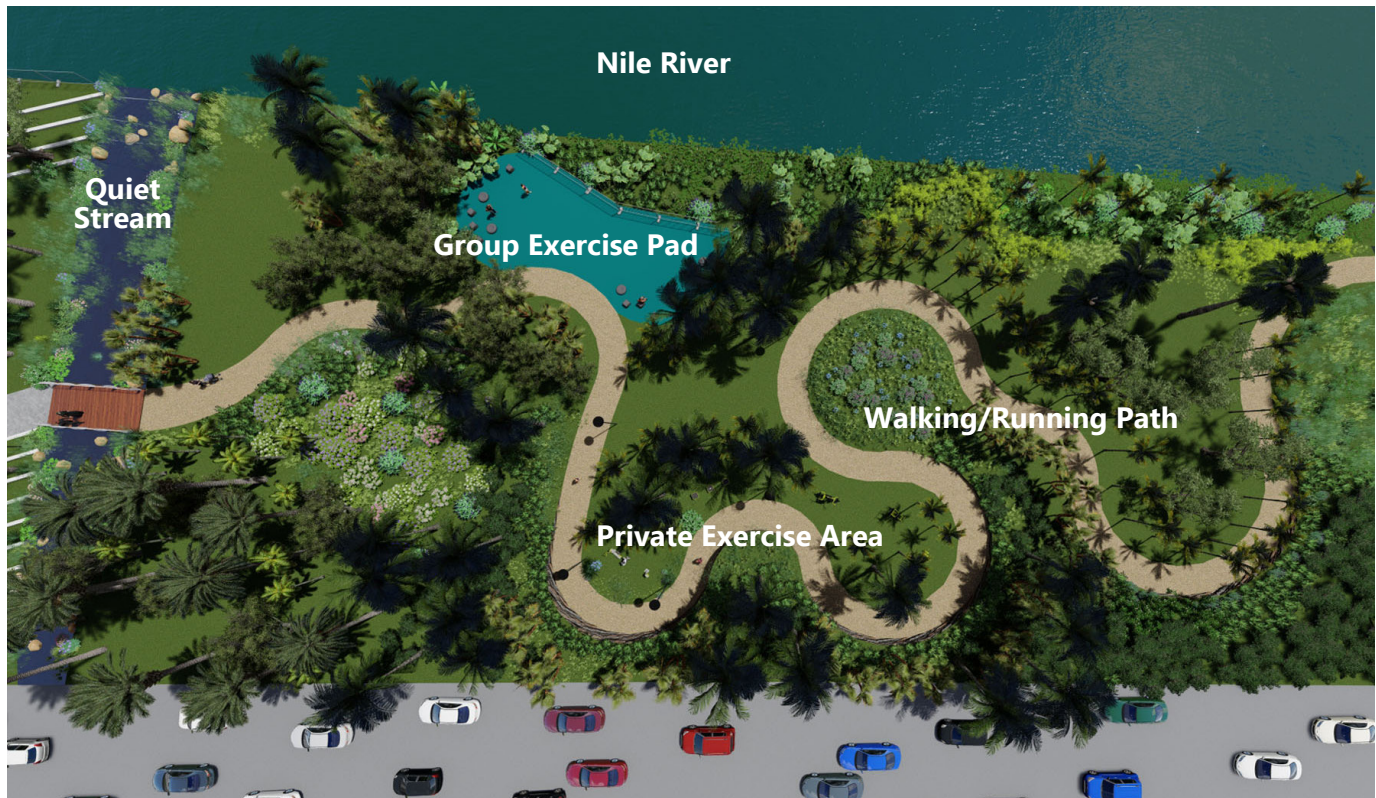 Nile River
Quiet
Stream
Group Exercise Pad
Walking/Running Path
Private Exercise Area